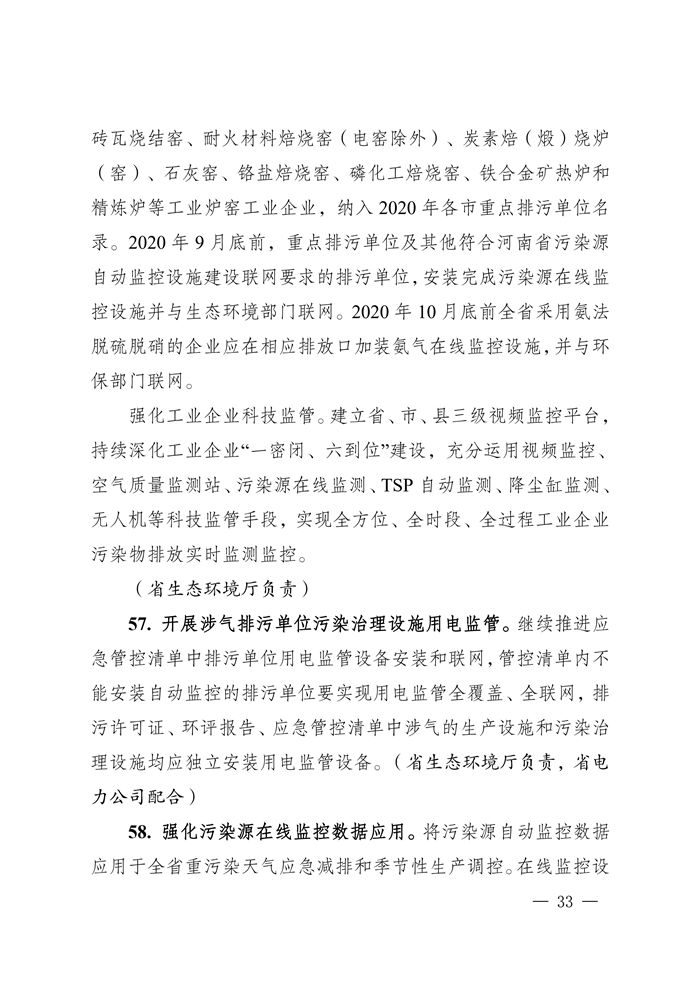 砖瓦烧结窑、耐火材料焙烧窑（电窑除外）、炭素焙（煅）烧炉
（窑）、石灰窑、铬盐焙烧窑、磷化工焙烧窑、铁合金矿热炉和
精炼炉等工业炉窑工业企业，纳入 2020 年各市重点排污单位名
录。2020 年 9 月底前，重点排污单位及其他符合河南省污染源
自动监控设施建设联网要求的排污单位，安装完成污染源在线监
控设施并与生态环境部门联网。2020 年 10 月底前全省采用氨法
脱硫脱硝的企业应在相应排放口加装氨气在线监控设施，并与环
保部门联网。
强化工业企业科技监管。建立省、市、县三级视频监控平台，
持续深化工业企业“一密闭、六到位”建设，充分运用视频监控、
空气质量监测站、污染源在线监测、TSP 自动监测、降尘缸监测、
无人机等科技监管手段，实现全方位、全时段、全过程工业企业
污染物排放实时监测监控。
（省生态环境厅负责）
57. 开展涉气排污单位污染治理设施用电监管。继续推进应
急管控清单中排污单位用电监管设备安装和联网，管控清单内不
能安装自动监控的排污单位要实现用电监管全覆盖、全联网，排
污许可证、环评报告、应急管控清单中涉气的生产设施和污染治
理设施均应独立安装用电监管设备。（省生态环境厅负责，省电
力公司配合）
58. 强化污染源在线监控数据应用。将污染源自动监控数据
应用于全省重污染天气应急减排和季节性生产调控。在线监控设
— 33 —